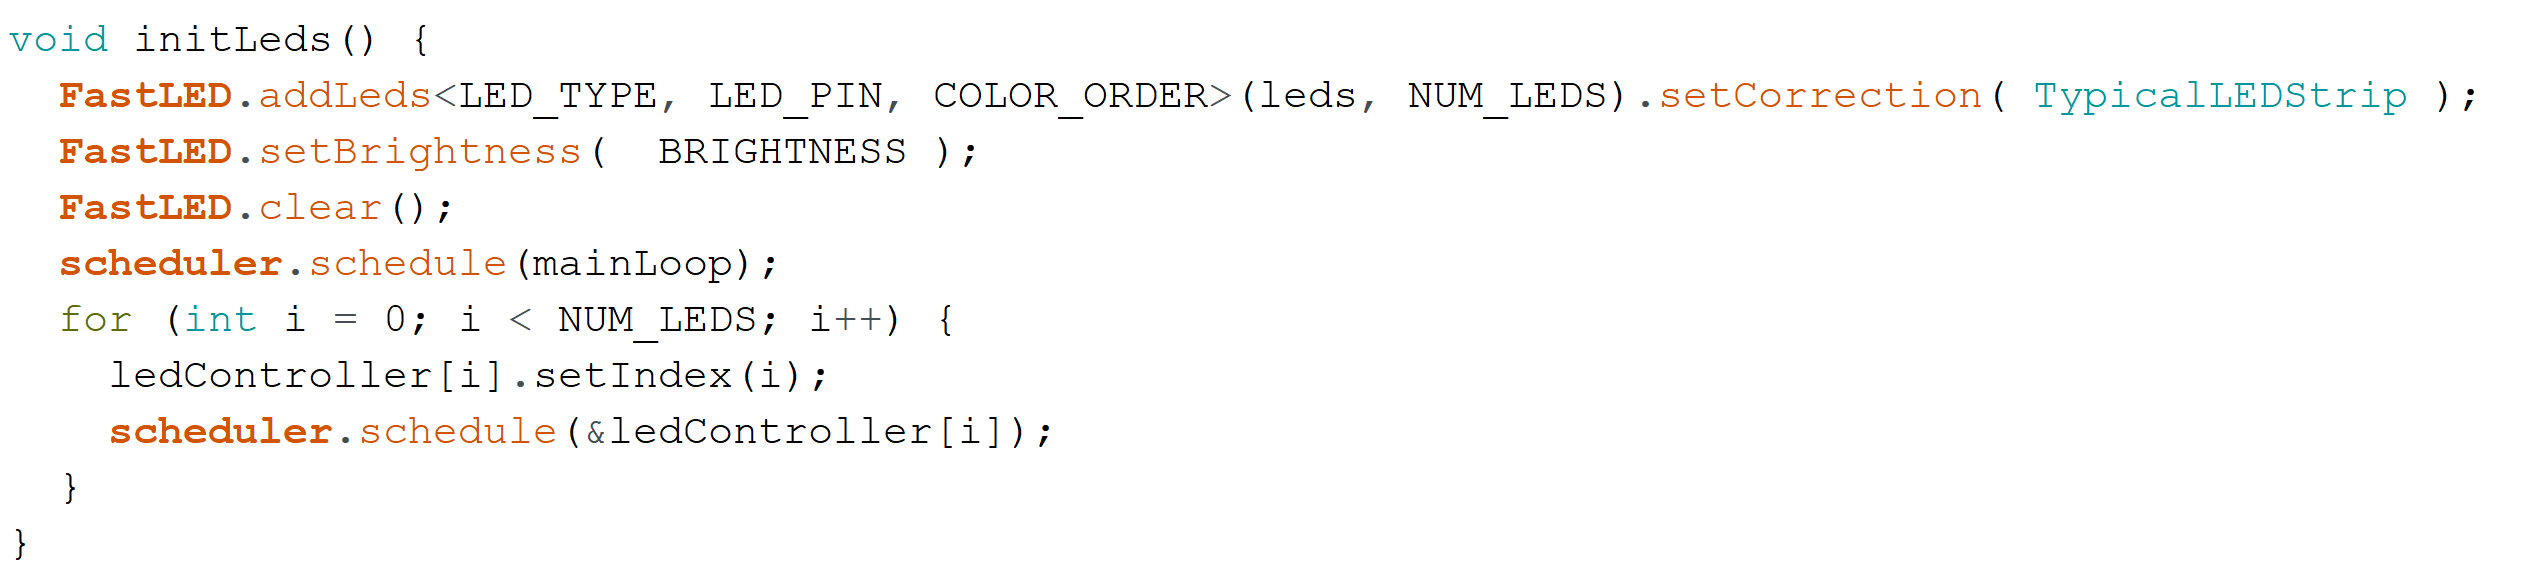 void initLeds() {
  FastLED.addLeds<LED_TYPE, LED_PIN, COLOR_ORDER>(leds, NUM_LEDS).setCorrection( TypicalLEDStrip );
  FastLED.setBrightness(  BRIGHTNESS );
  FastLED.clear();
  scheduler.schedule(mainLoop);
  for (int i = 0; i < NUM_LEDS; i++) {
    ledController[i].setIndex(i);
    scheduler.schedule(&ledController[i]);
  }
}